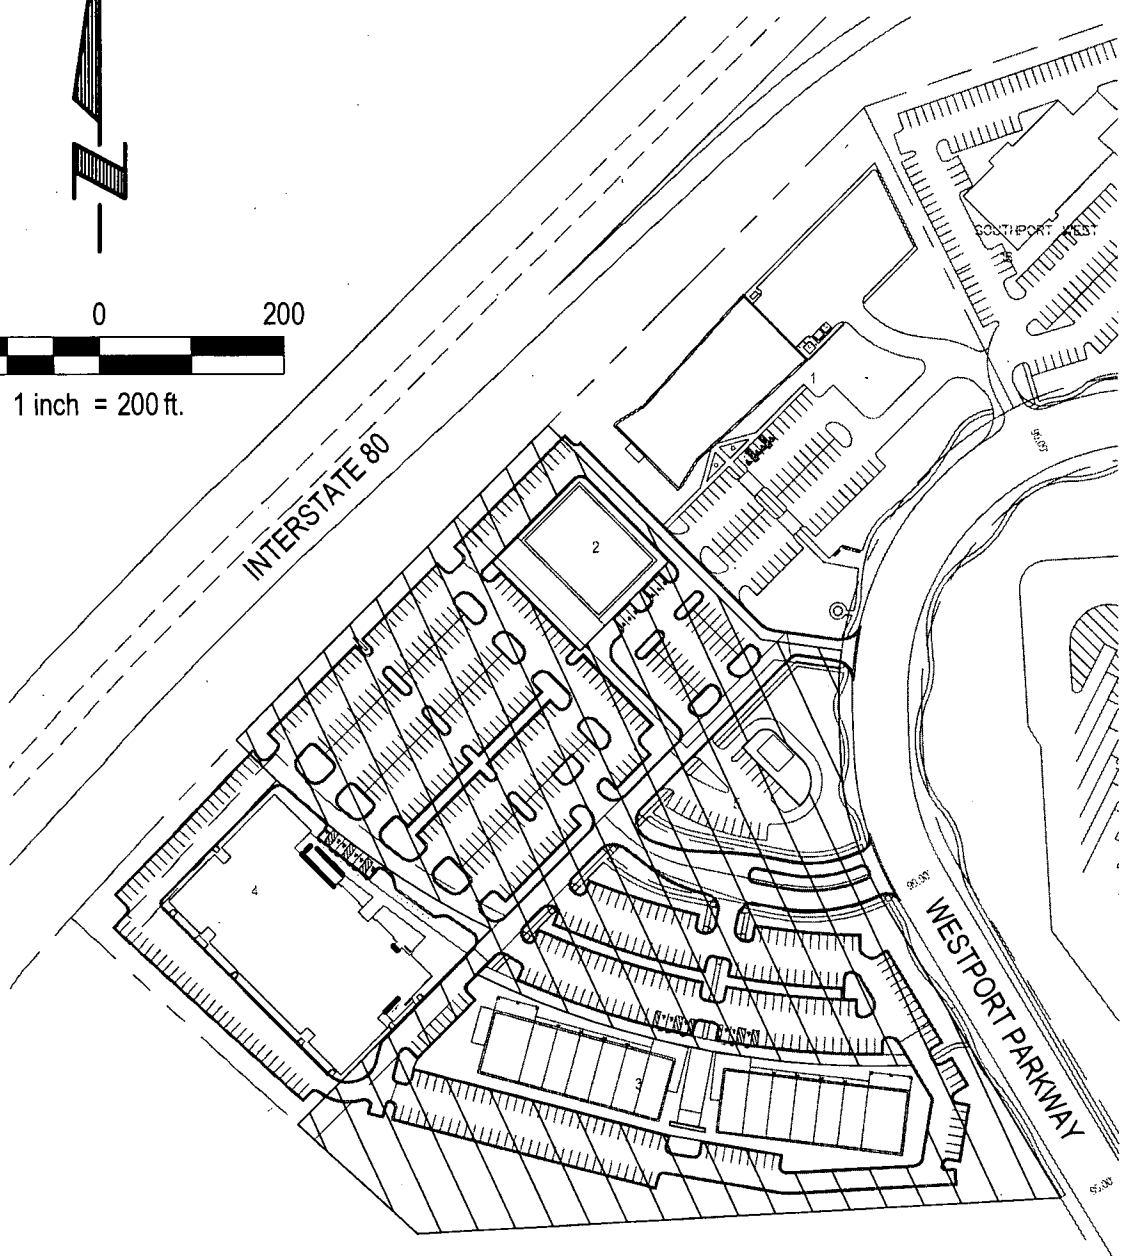 0 200
1 inch = 200 ft.
INTERSTATE 80
SOUTHPORT WEST
1
2
4
3
WESTPORT PARKWAY